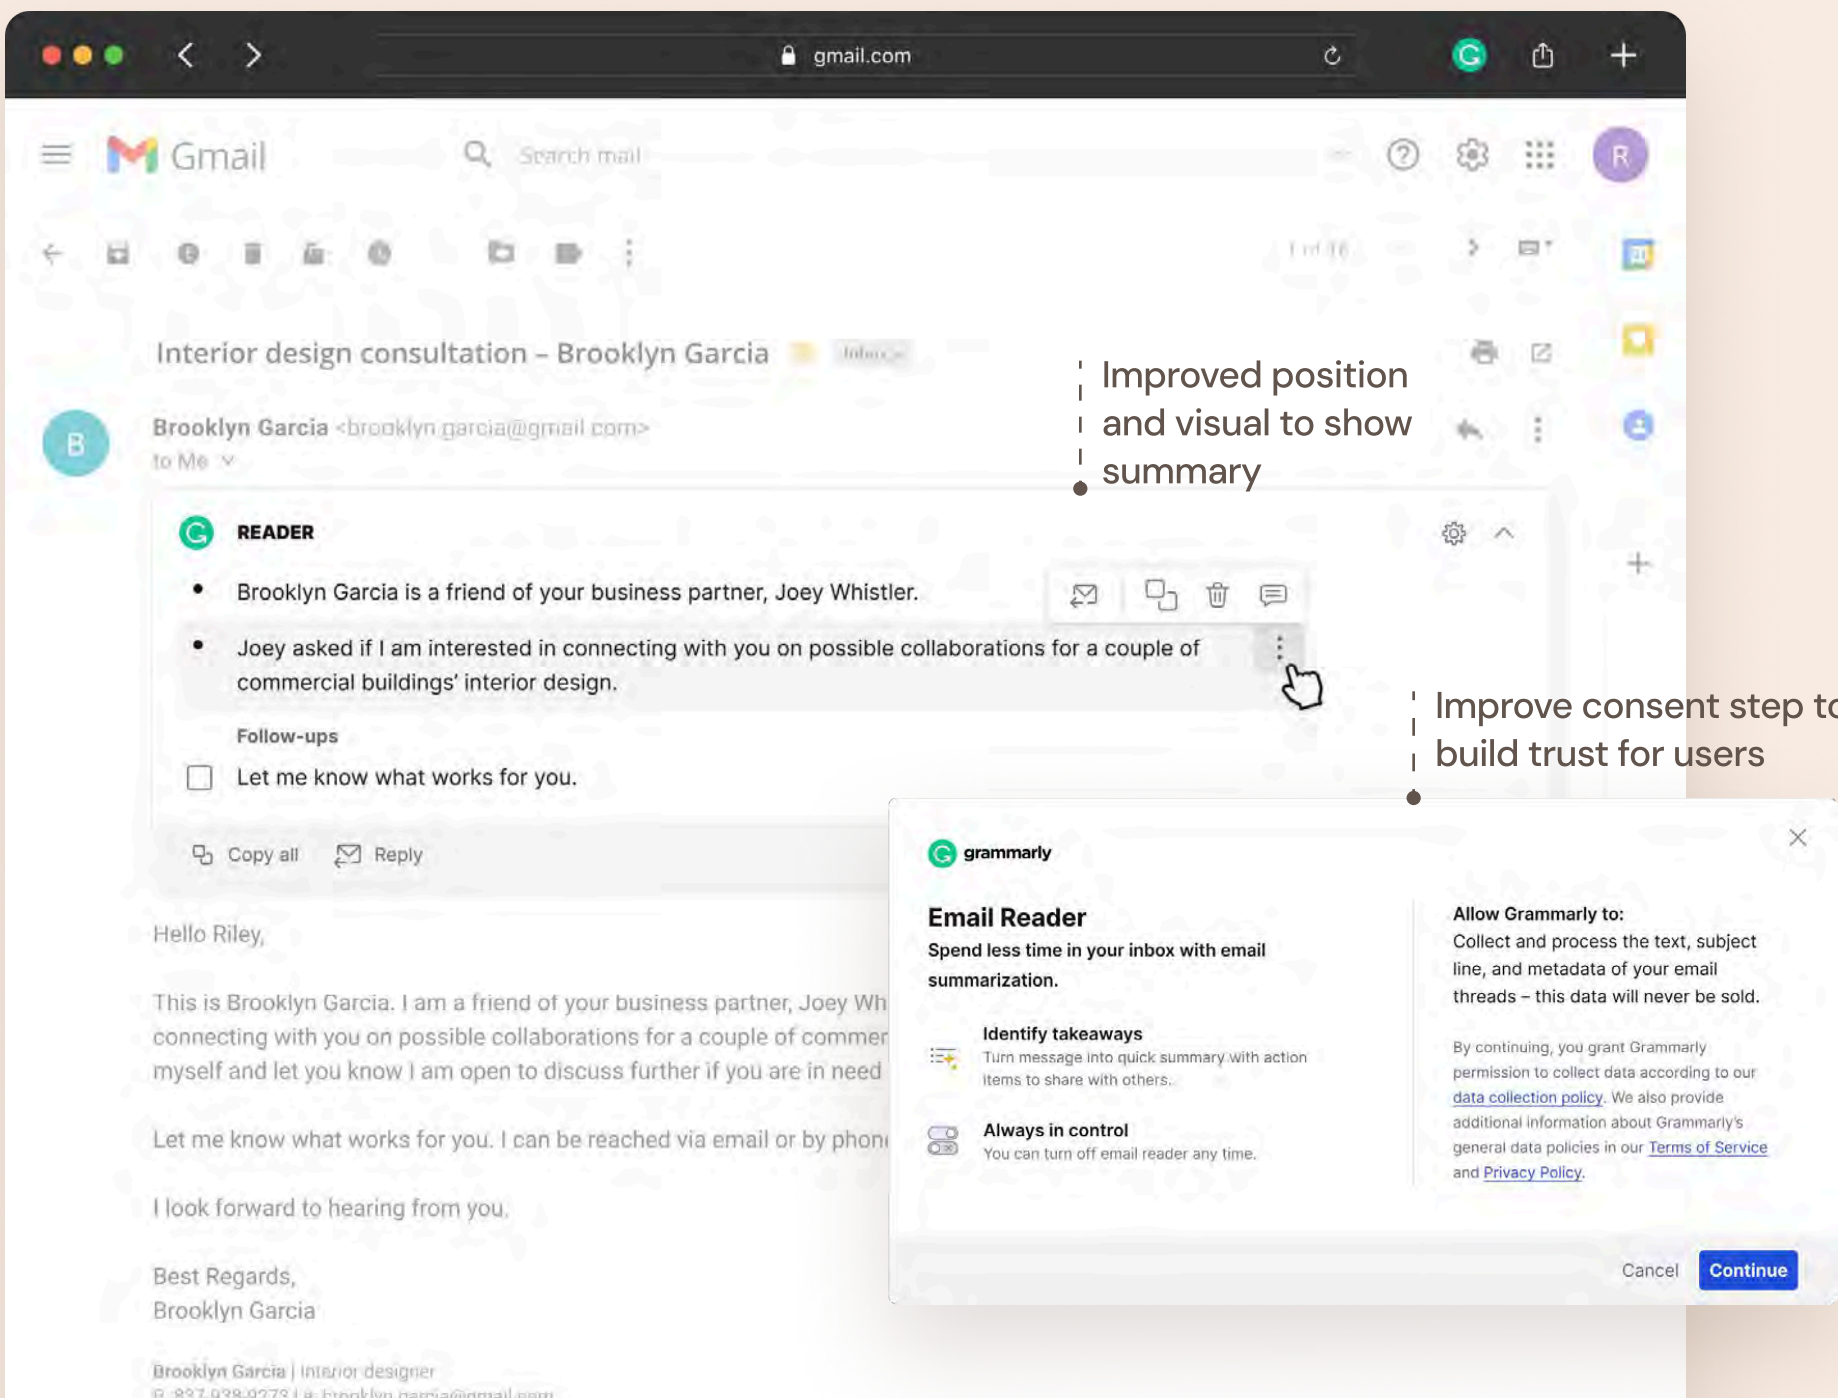 gmail.com
Gmail
Search mail
R
1 of 16
Interior design consultation – Brooklyn Garcia Inbox
Improved position
and visual to show
summary
B
Brooklyn Garcia <brooklyn.garcia@gmail.com>
to Me
READER
Brooklyn Garcia is a friend of your business partner, Joey Whistler.
Joey asked if I am interested in connecting with you on possible collaborations for a couple of
commercial buildings' interior design.
Follow-ups
Let me know what works for you.
Copy all Reply
Improve consent step to
build trust for users
grammarly
Email Reader
Spend less time in your inbox with email
summarization.
Identify takeaways
Turn message into quick summary with action
items to share with others.
Always in control
You can turn off email reader any time.
Allow Grammarly to:
Collect and process the text, subject
line, and metadata of your email
threads – this data will never be sold.
By continuing, you grant Grammarly
permission to collect data according to our
data collection policy. We also provide
additional information about Grammarly's
general data policies in our Terms of Service
and Privacy Policy.
Cancel Continue
Hello Riley,
This is Brooklyn Garcia. I am a friend of your business partner, Joey Wh
connecting with you on possible collaborations for a couple of commer
myself and let you know I am open to discuss further if you are in need
Let me know what works for you. I can be reached via email or by phone
I look forward to hearing from you.
Best Regards,
Brooklyn Garcia
Brooklyn Garcia | Interior designer
837-938-9273 | brooklyn.garcia@gmail.com